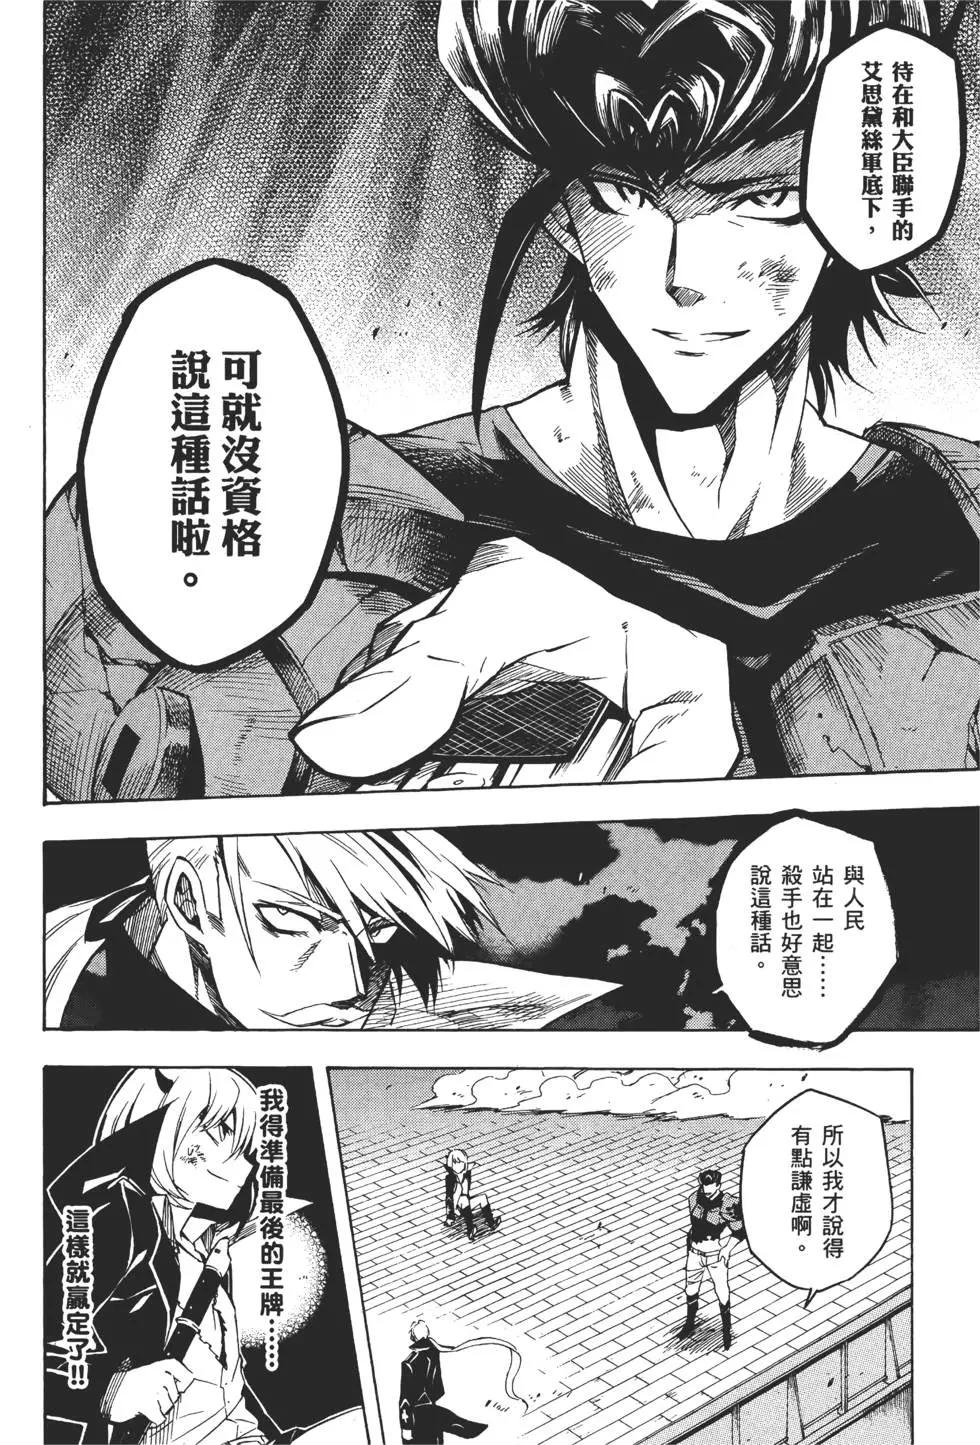 待在和大臣聯手的
艾思黛絲軍底下，
可就沒資格
說這種話啦。
與人民
站在一起……
殺手也好意思
說這種話。
所以我才說得
有點謙虛啊。
我得準備最後的王牌……
這樣就贏定了!!